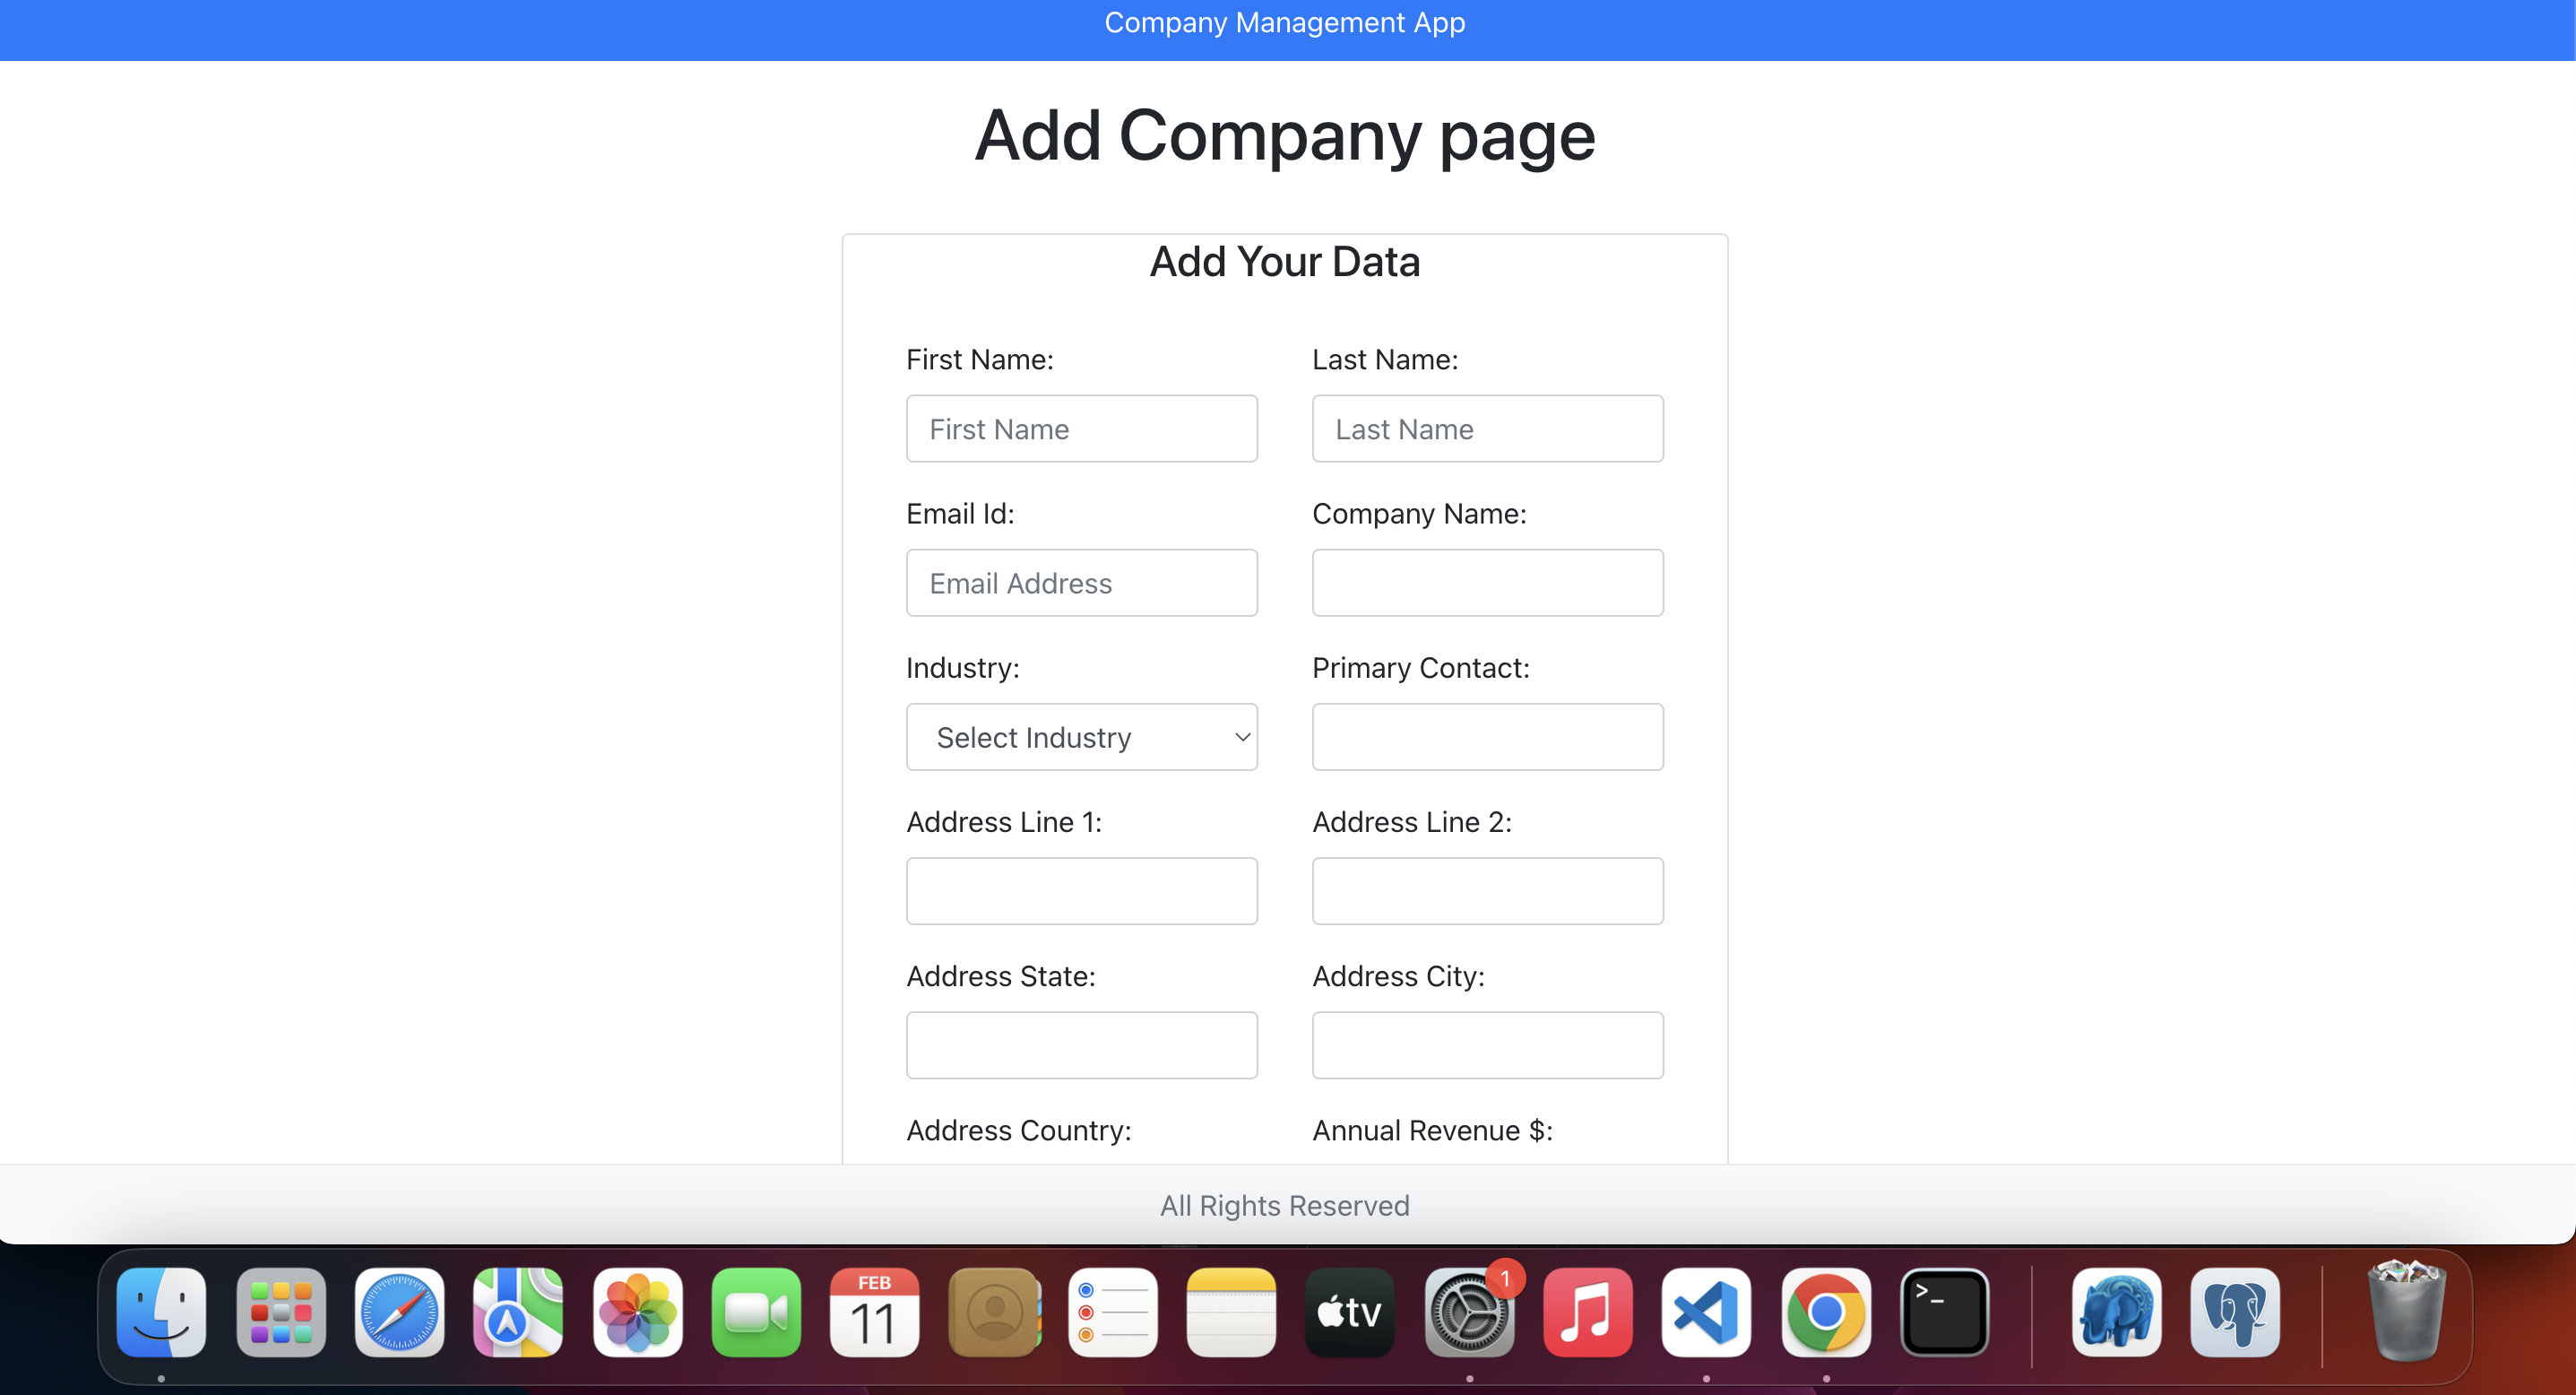 Company Management App
Add Company page
Add Your Data
First Name: Last Name:
First Name Last Name
Email Id: Company Name:
Email Address
Industry: Primary Contact:
Select Industry
Address Line 1: Address Line 2:
Address State: Address City:
Address Country: Annual Revenue $:
All Rights Reserved
1
FEB
11
tv
>_